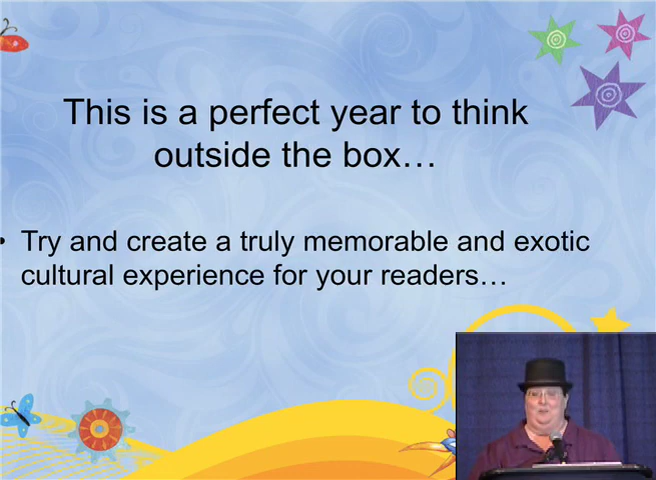 This is a perfect year to think
outside the box…
• Try and create a truly memorable and exotic
cultural experience for your readers…